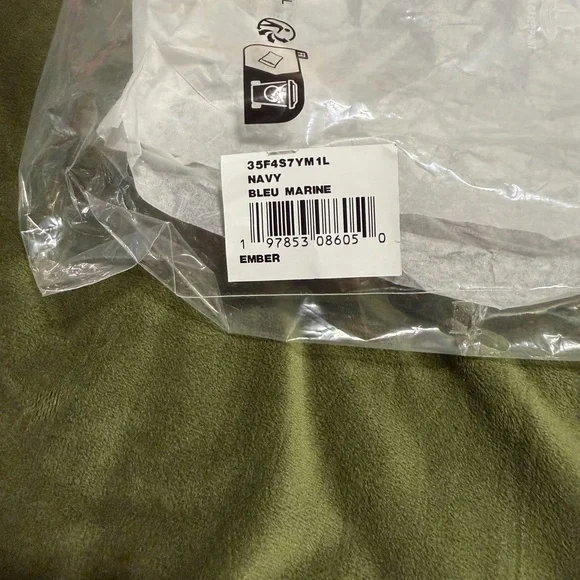 35F4S7YM1L
NAVY
BLEU MARINE
1 97853 08605 0
EMBER